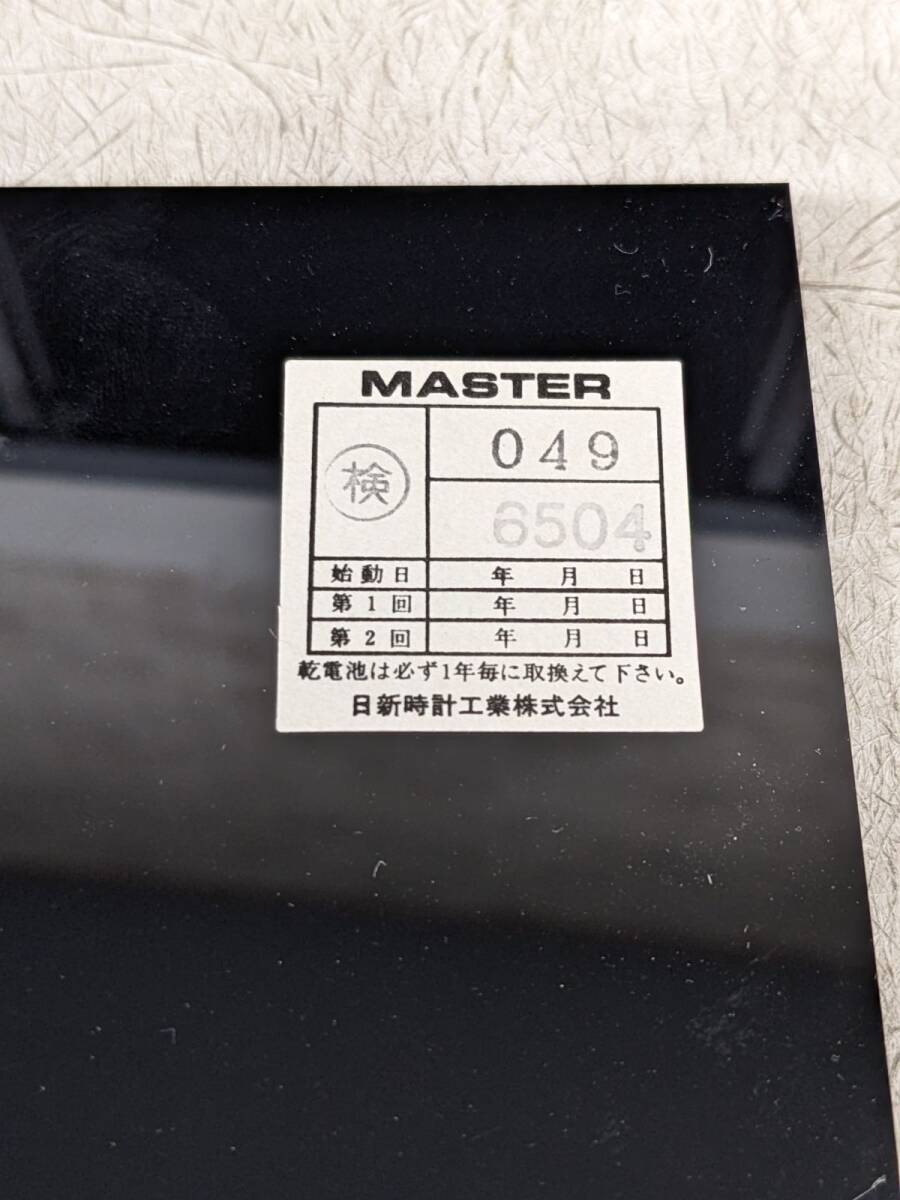 MASTER
検
049
6504
始動日 年 月 日
第1回 年 月 日
第2回 年 月 日
乾電池は必ず1年毎に取換えて下さい。
日新時計工業株式会社